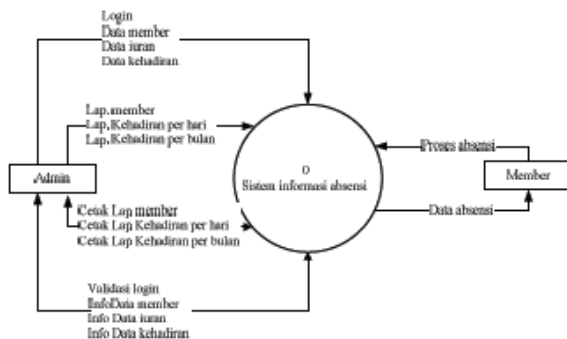 Login
Data member
Data iuran
Data kehadiran
Lap.member
Lap.Kehadiran per hari
Lap.Kehadiran per bulan
0
Sistem informasi absensi
Proses absensi
Admin
Member
Data absensi
Cetak Lap member
Cetak Lap Kehadiran per hari
Cetak Lap Kehadiran per bulan
Validasi login
InfoData member
Info Data iuran
Info Data kehadiran